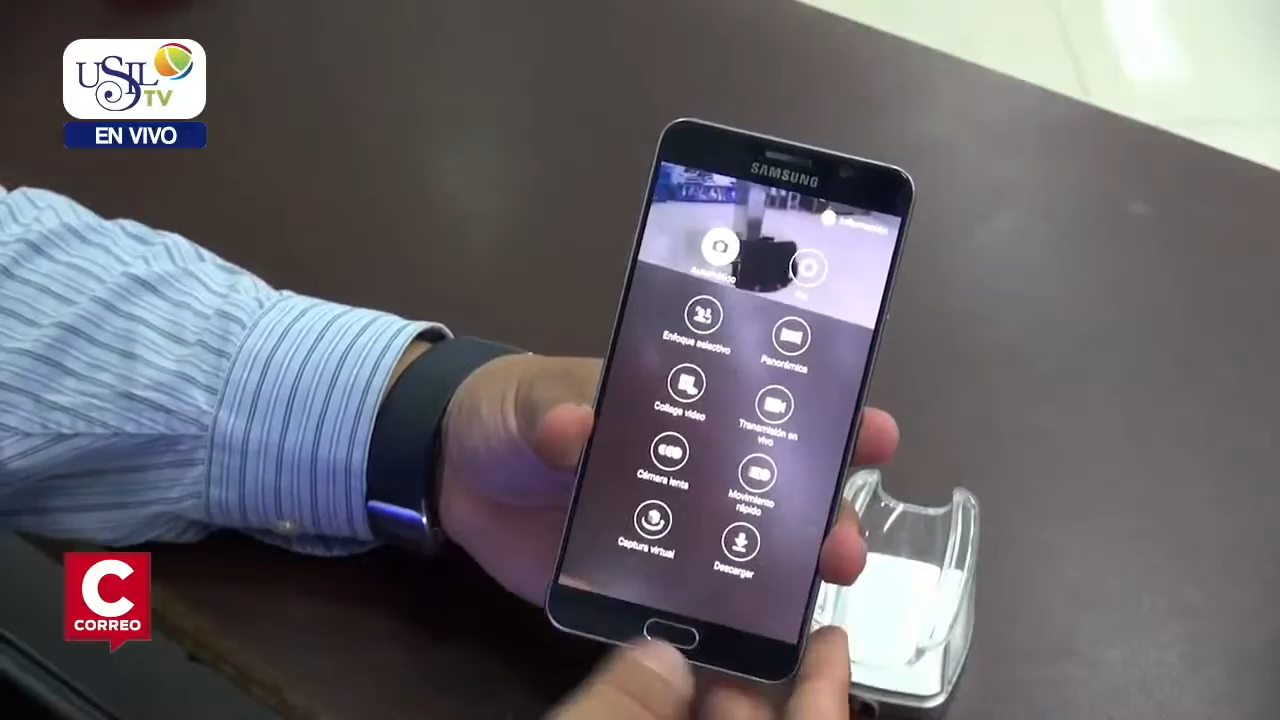 USIL
TV
EN VIVO
SAMSUNG
Información
Automático
Pro
Enfoque selectivo
Panorámica
Collage video
Transmisión en
vivo
Cámara lenta
Movimiento
rápido
Captura virtual
Descargar
C
CORREO